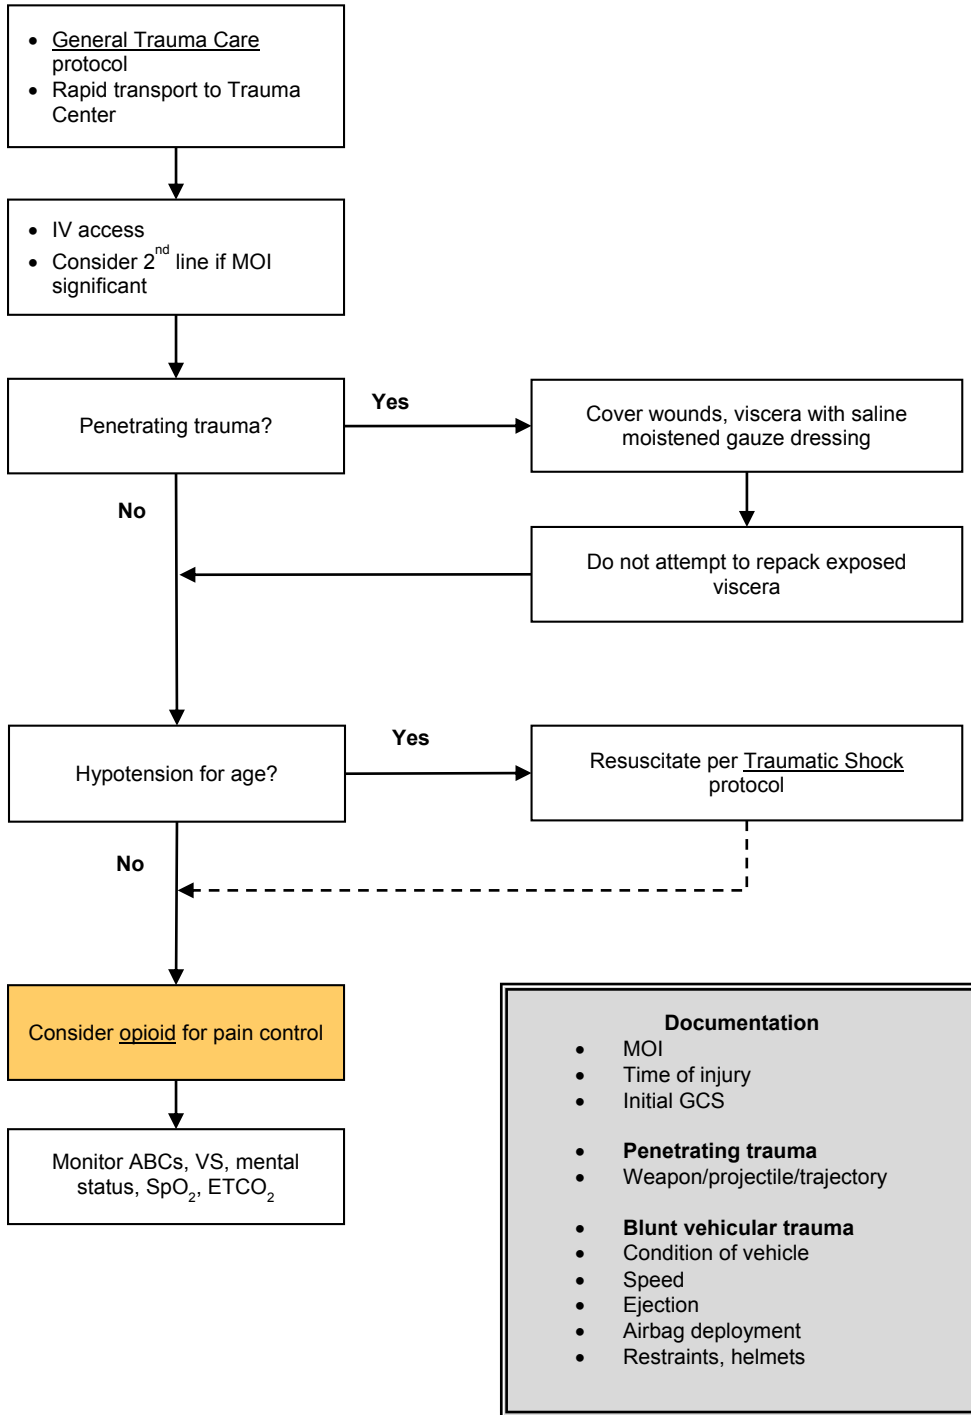 • General Trauma Care
protocol
• Rapid transport to Trauma
Center
• IV access
• Consider 2nd line if MOI
significant
Penetrating trauma?
Yes
Cover wounds, viscera with saline
moistened gauze dressing
No
Do not attempt to repack exposed
viscera
Hypotension for age?
Yes
Resuscitate per Traumatic Shock
protocol
No
Consider opioid for pain control
Monitor ABCs, VS, mental
status, SpO2, ETCO2
Documentation
• MOI
• Time of injury
• Initial GCS
• Penetrating trauma
• Weapon/projectile/trajectory
• Blunt vehicular trauma
• Condition of vehicle
• Speed
• Ejection
• Airbag deployment
• Restraints, helmets